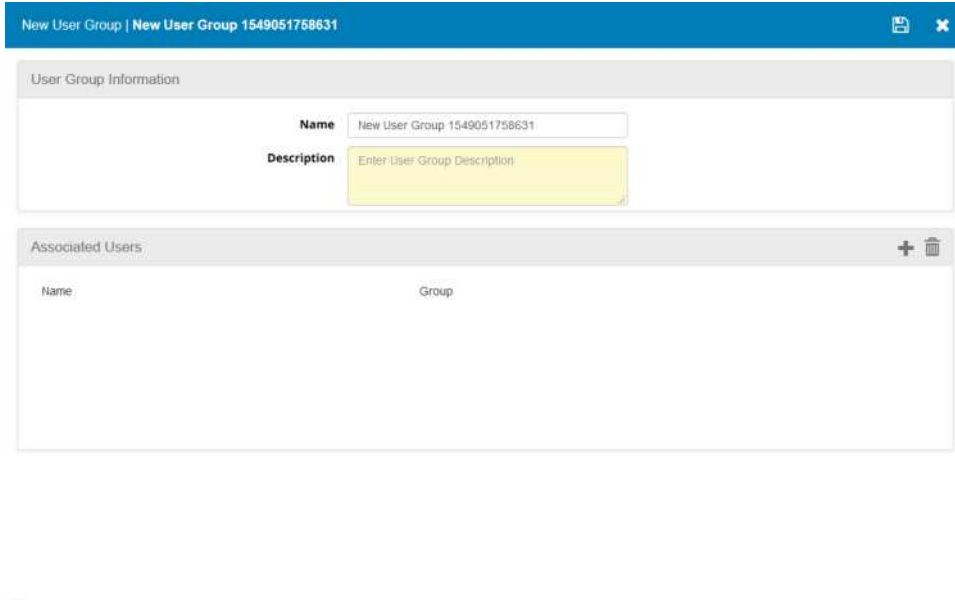 New User Group | New User Group 1549051758631
User Group Information
Name New User Group 1549051758631
Description Enter User Group Description
Associated Users
Name Group